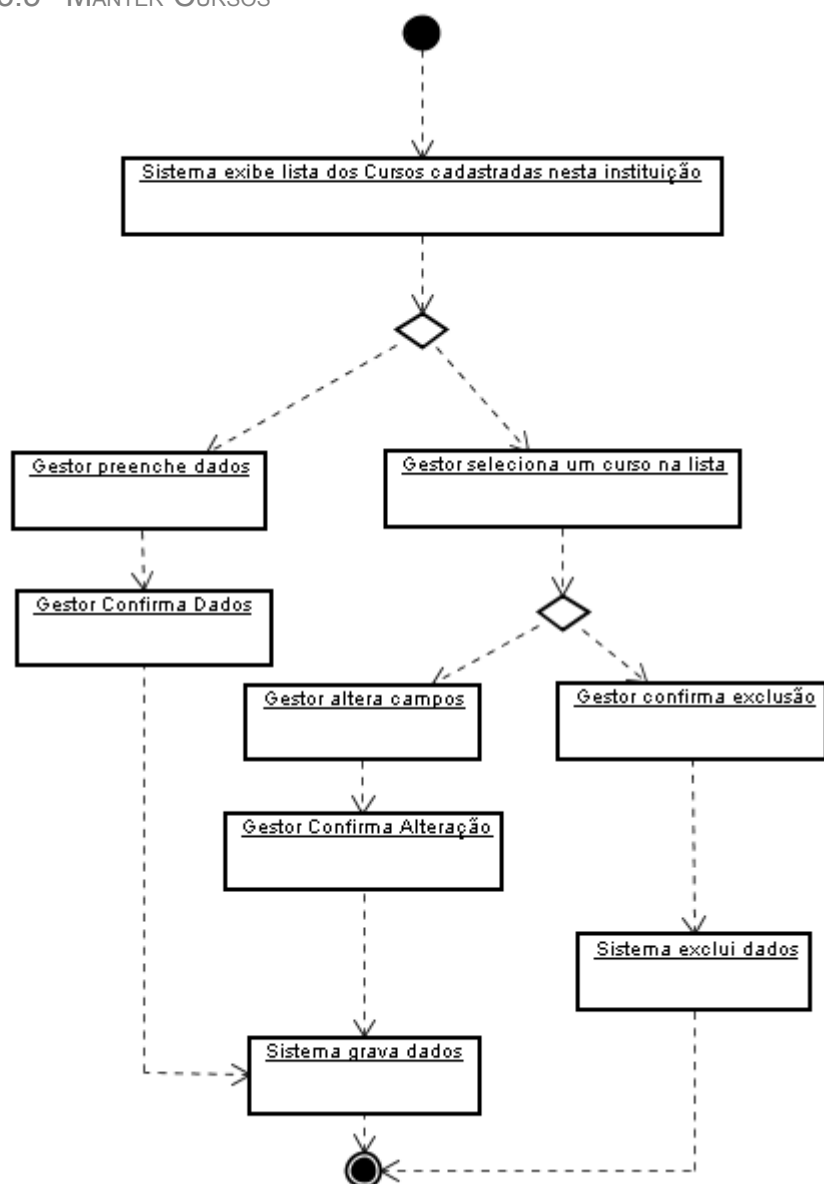 MANTER CURSOS
Sistema exibe lista dos Cursos cadastradas nesta instituição
Gestor preenche dados
Gestor seleciona um curso na lista
Gestor Confirma Dados
Gestor altera campos
Gestor confirma exclusão
Gestor Confirma Alteração
Sistema exclui dados
Sistema grava dados